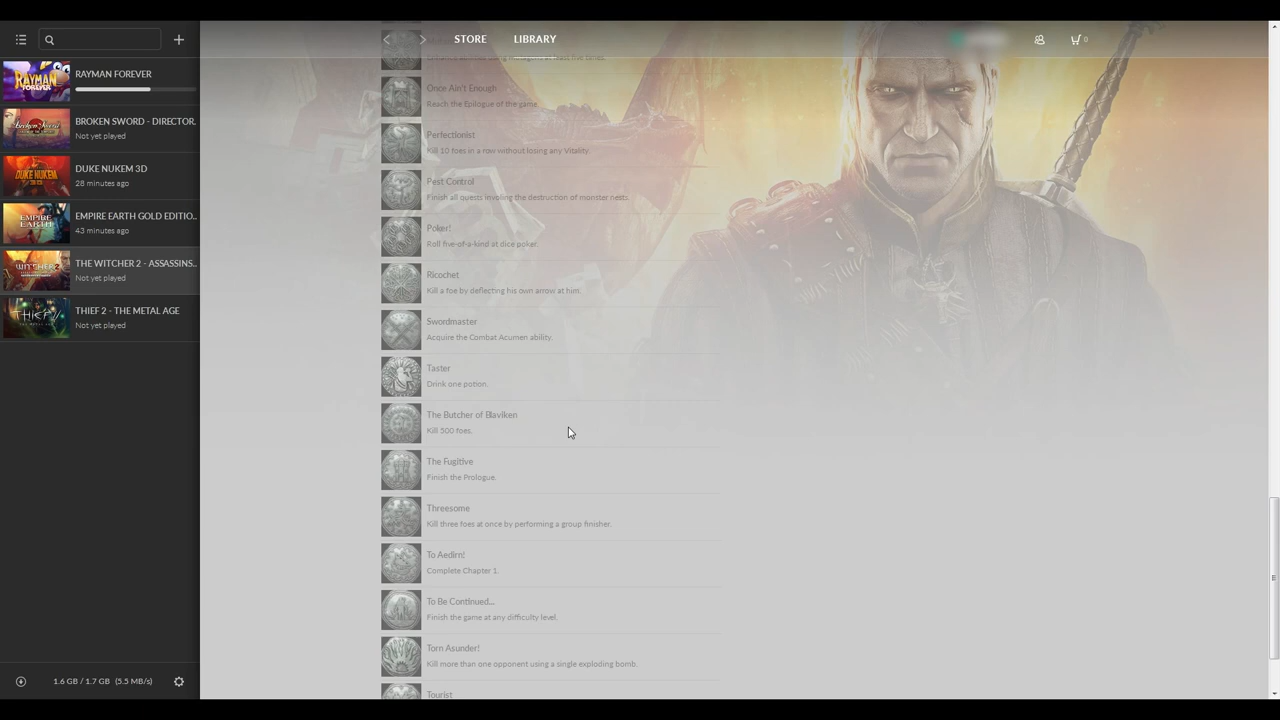 STORE
LIBRARY
0
RAYMAN FOREVER
BROKEN SWORD - DIRECTOR.
Not yet played
DUKE NUKEM 3D
28 minutes ago
EMPIRE EARTH GOLD EDITIO..
43 minutes ago
THE WITCHER 2 - ASSASSINS..
Not yet played
THIEF 2 - THE METAL AGE
Not yet played
1.6 GB / 1.7 GB (5.5 MB/s)
Once Ain't Enough
Reach the Epilogue of the game.
Perfectionist
Kill 10 foes in a row without losing any Vitality.
Pest Control
Finish all quests involing the destruction of monster nests.
Poker!
Roll five-of-a-kind at dice poker.
Ricochet
Kill a foe by deflecting his own arrow at him.
Swordmaster
Acquire the Combat Acumen ability.
Taster
Drink one potion.
The Butcher of Blaviken
Kill 500 foes.
The Fugitive
Finish the Prologue.
Threesome
Kill three foes at once by performing a group finisher.
To Aedirn!
Complete Chapter 1.
To Be Continued...
Finish the game at any difficulty level.
Torn Asunder!
Kill more than one opponent using a single exploding bomb.
Tourist